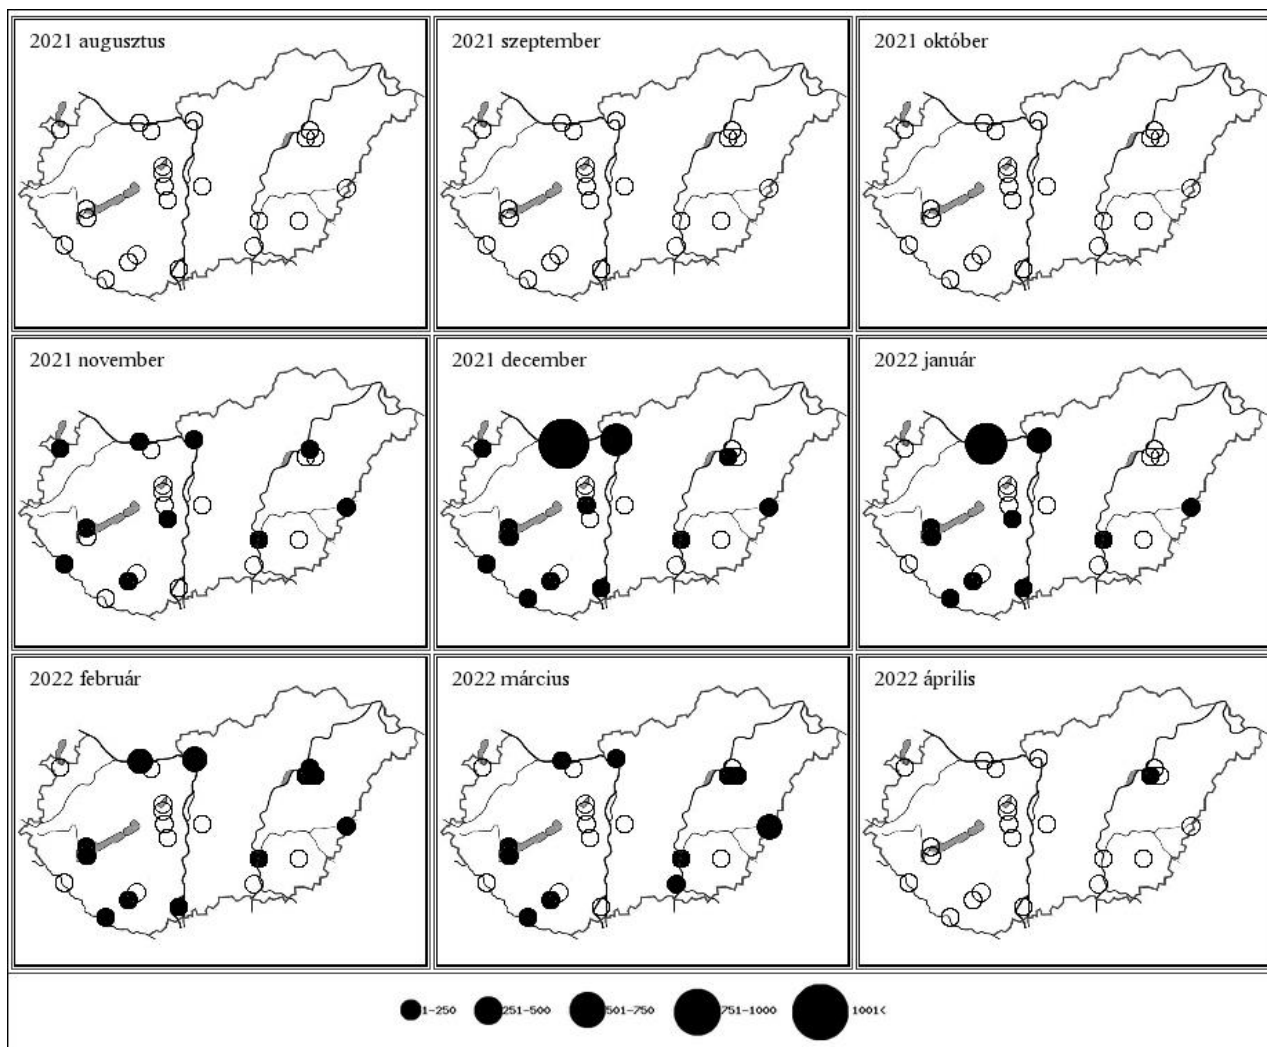 2021 augusztus
2021 szeptember
2021 október
2021 november
2021 december
2022 január
2022 február
2022 március
2022 április
1-250 251-500 501-750 751-1000 1001<